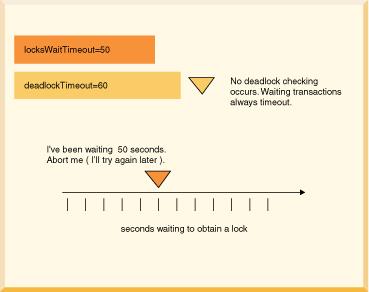 locksWaitTimeout=50
deadlockTimeout=60
No deadlock checking
occurs. Waiting transactions
always timeout.
I've been waiting 50 seconds.
Abort me ( I'll try again later ).
seconds waiting to obtain a lock